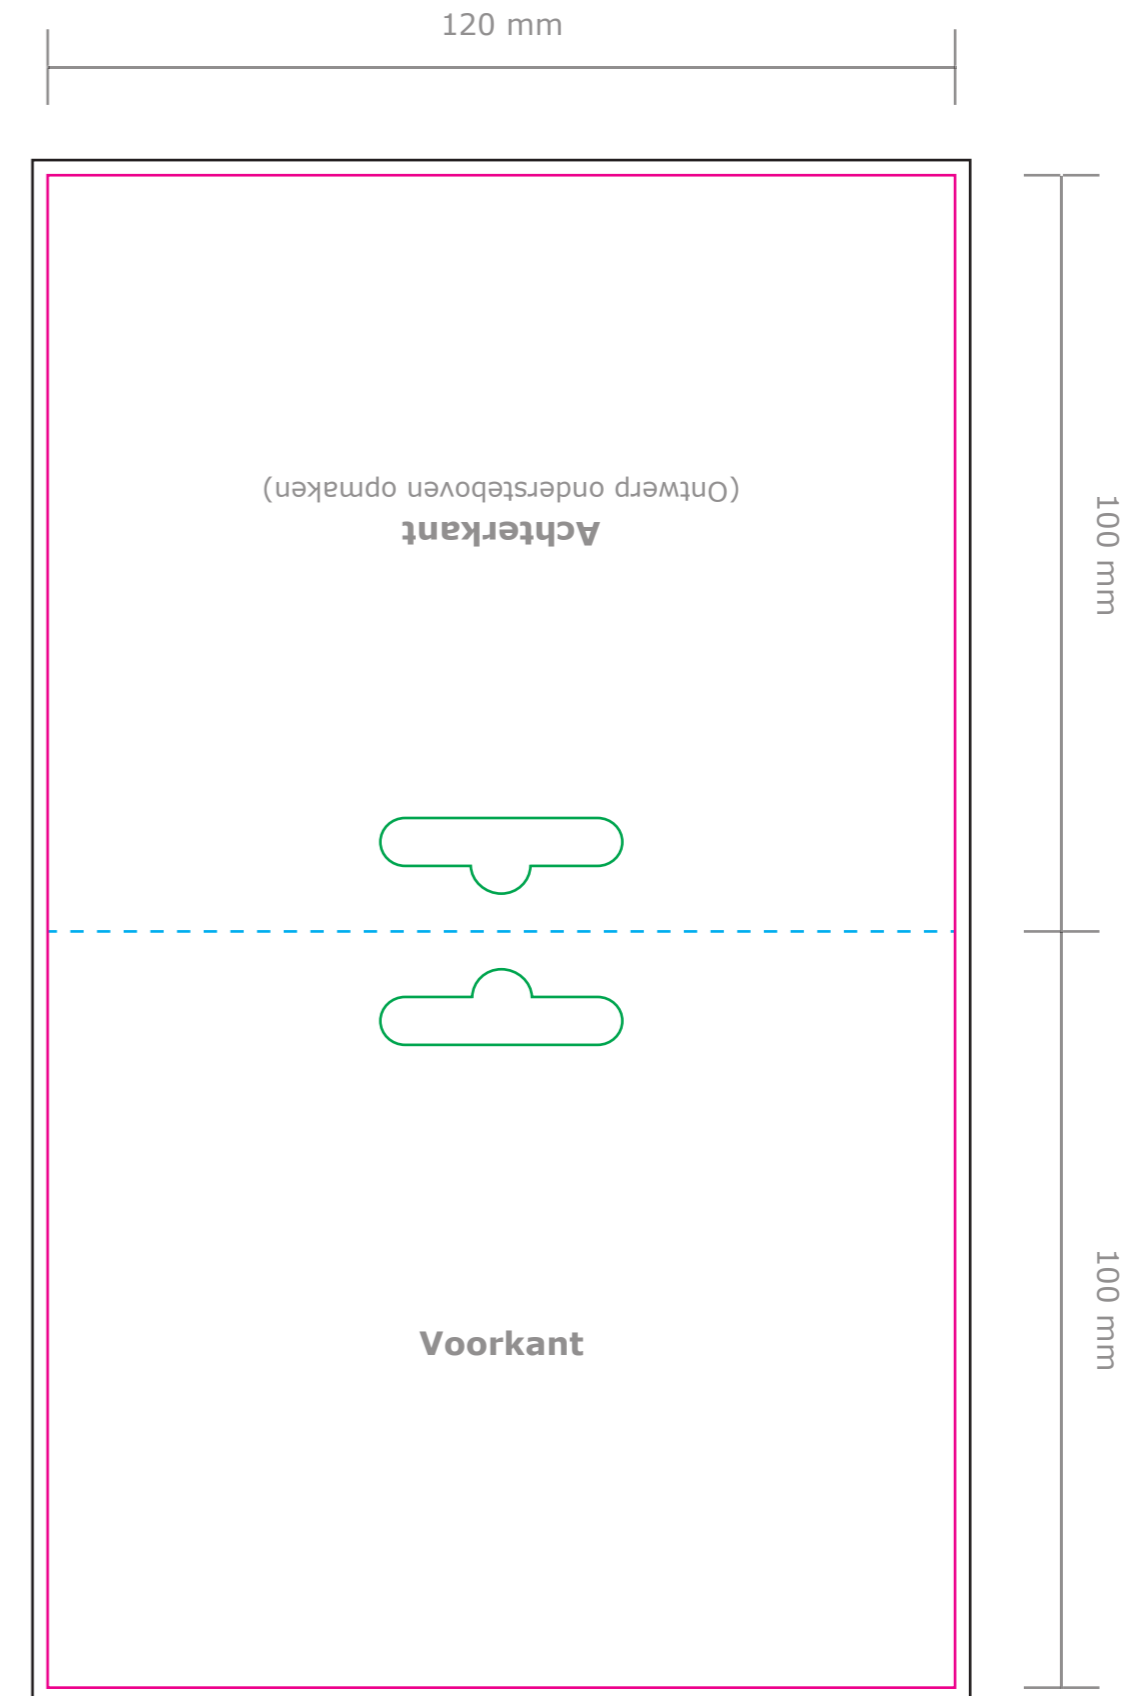 120 mm
(Ontwerp ondersteboven opmaken)
Achterkant
100 mm
Voorkant
100 mm